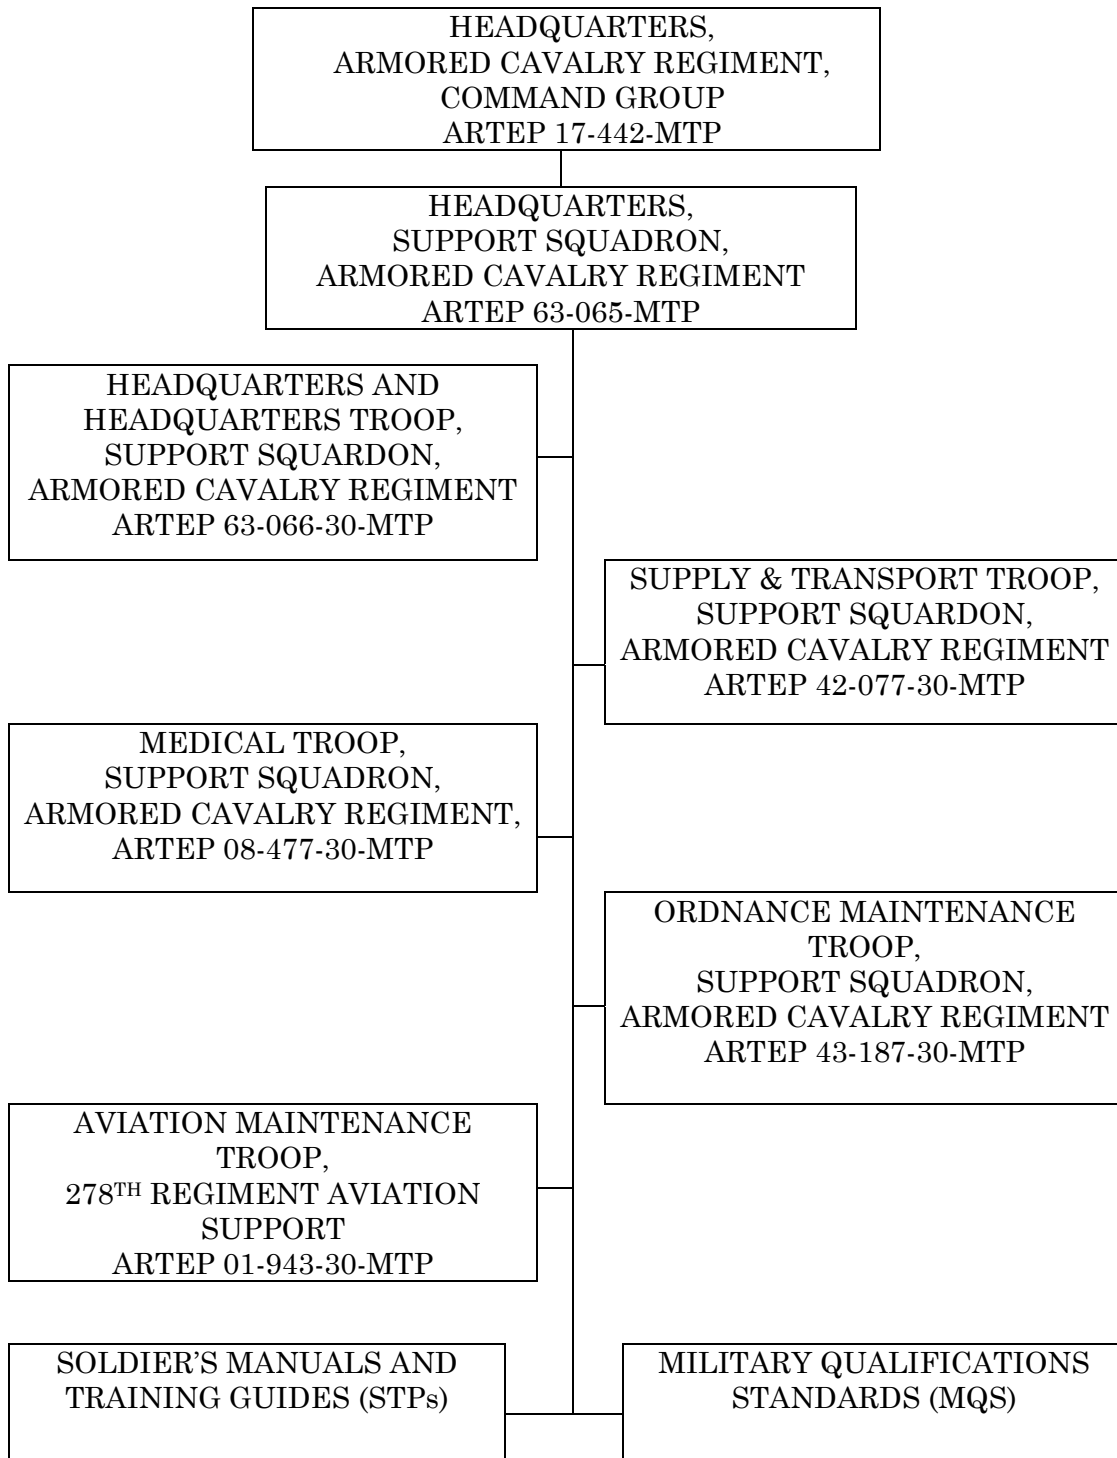 HEADQUARTERS,
ARMORED CAVALRY REGIMENT,
COMMAND GROUP
ARTEP 17-442-MTP
HEADQUARTERS,
SUPPORT SQUADRON,
ARMORED CAVALRY REGIMENT
ARTEP 63-065-MTP
HEADQUARTERS AND
HEADQUARTERS TROOP,
SUPPORT SQUARDON,
ARMORED CAVALRY REGIMENT
ARTEP 63-066-30-MTP
SUPPLY & TRANSPORT TROOP,
SUPPORT SQUARDON,
ARMORED CAVALRY REGIMENT
ARTEP 42-077-30-MTP
MEDICAL TROOP,
SUPPORT SQUADRON,
ARMORED CAVALRY REGIMENT,
ARTEP 08-477-30-MTP
ORDNANCE MAINTENANCE
TROOP,
SUPPORT SQUADRON,
ARMORED CAVALRY REGIMENT
ARTEP 43-187-30-MTP
AVIATION MAINTENANCE
TROOP,
278TH REGIMENT AVIATION
SUPPORT
ARTEP 01-943-30-MTP
SOLDIER’S MANUALS AND
TRAINING GUIDES (STPs)
MILITARY QUALIFICATIONS
STANDARDS (MQS)